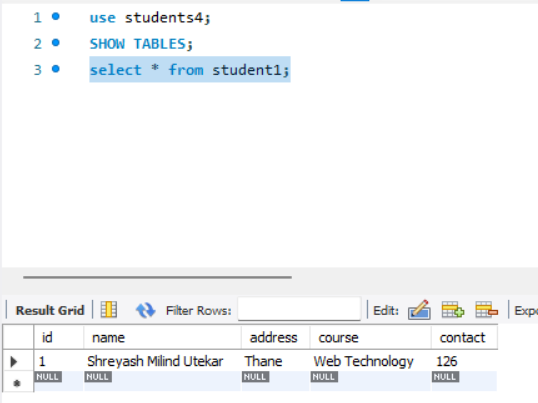 1 use students4;
2 SHOW TABLES;
3 select * from student1;
Result Grid Filter Rows: Edit: Expo
id name address course contact
1 Shreyash Milind Utekar Thane Web Technology 126
NULL NULL NULL NULL NULL